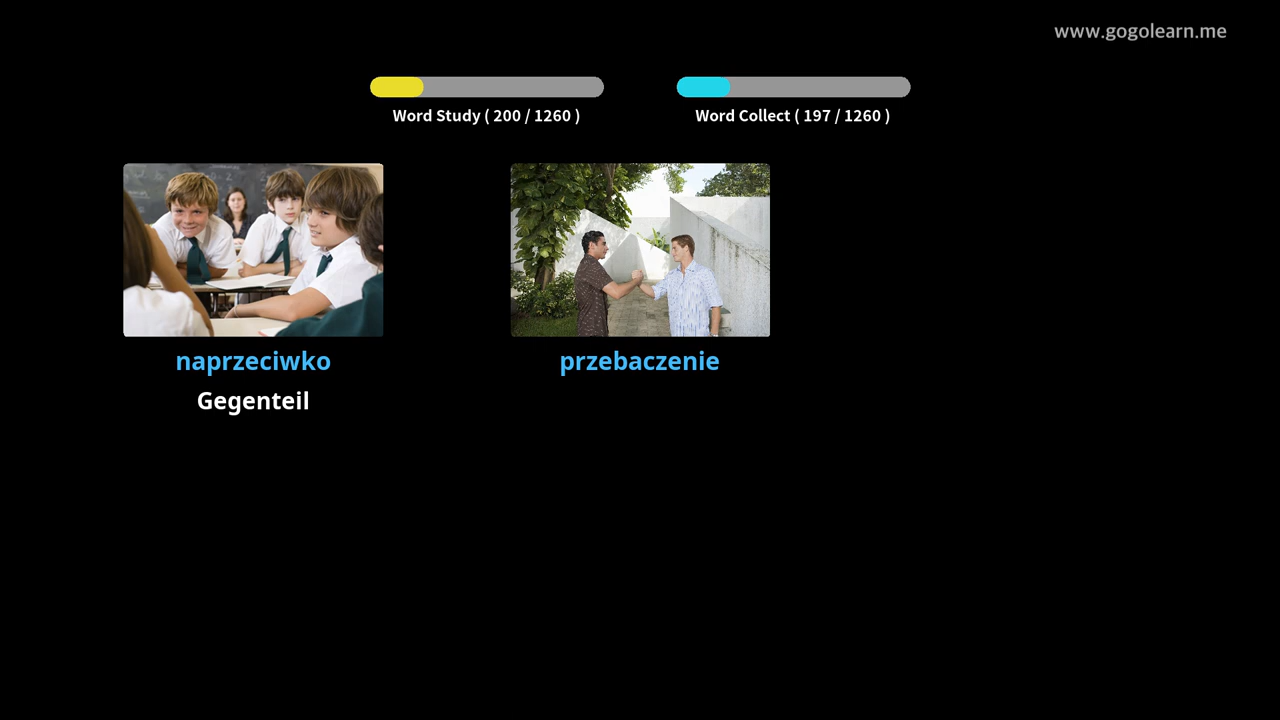 www.gogolearn.me
Word Study ( 200 / 1260 )
Word Collect ( 197 / 1260 )
naprzeciwko
Gegenteil
przebaczenie